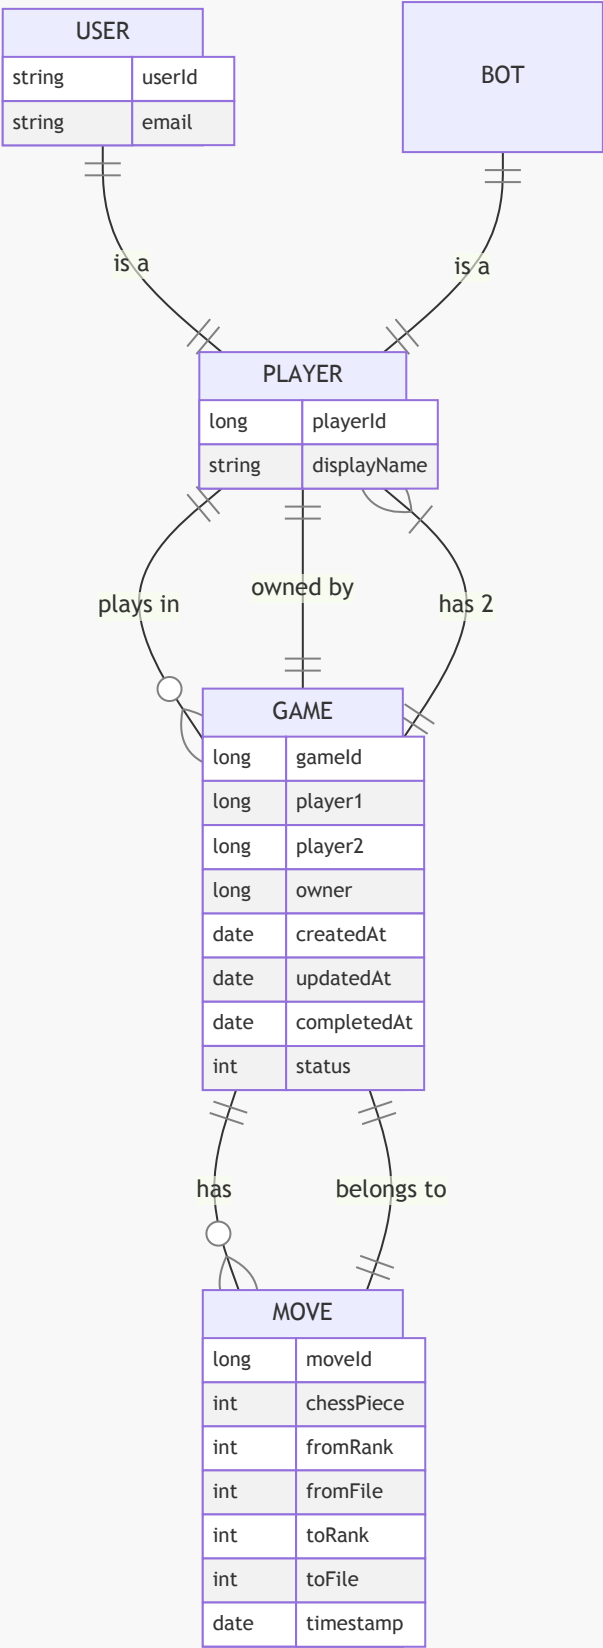 USER
BOT
string userId
string email
is a
is a
PLAYER
long playerId
string displayName
plays in
owned by
has 2
GAME
long gameId
long player1
long player2
long owner
date createdAt
date updatedAt
date completedAt
int status
has
belongs to
MOVE
long moveId
int chessPiece
int fromRank
int fromFile
int toRank
int toFile
date timestamp